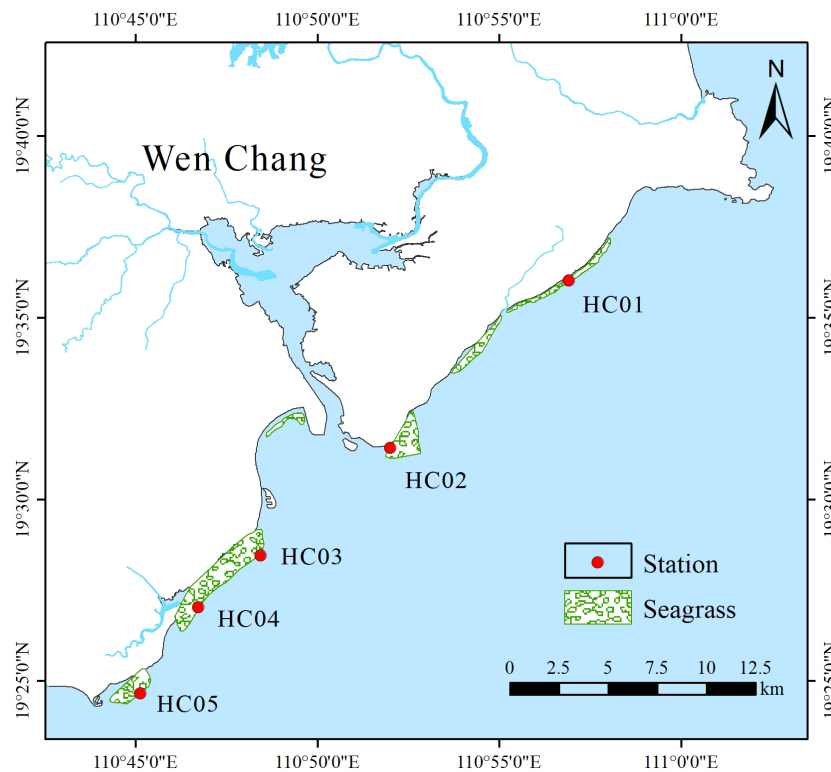 110°45'0"E 110°50'0"E 110°55'0"E 111°0'0"E
N
19°40'0"N 19°40'0"N
Wen Chang
HC01
19°35'0"N 19°35'0"N
HC02
19°30'0"N 19°30'0"N
HC03
Station
HC04
Seagrass
19°25'0"N 19°25'0"N
0 2.5 5 7.5 10 12.5
km
HC05
110°45'0"E 110°50'0"E 110°55'0"E 111°0'0"E